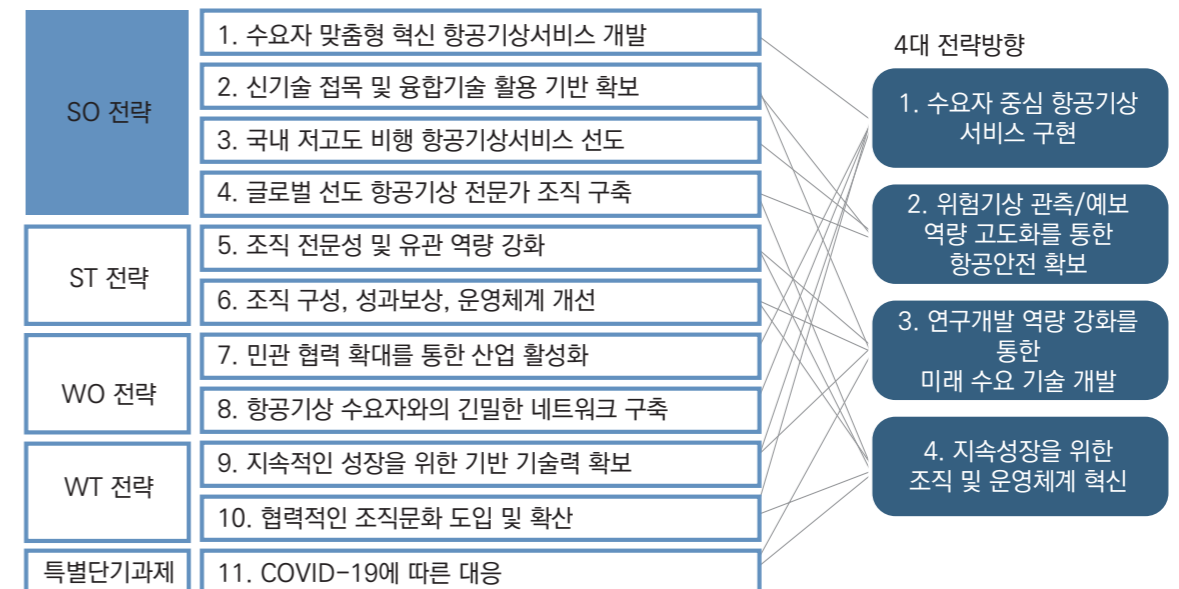 SO 전략
1. 수요자 맞춤형 혁신 항공기상서비스 개발
2. 신기술 접목 및 융합기술 활용 기반 확보
3. 국내 저고도 비행 항공기상서비스 선도
4. 글로벌 선도 항공기상 전문가 조직 구축
ST 전략
5. 조직 전문성 및 유관 역량 강화
6. 조직 구성, 성과보상, 운영체계 개선
WO 전략
7. 민관 협력 확대를 통한 산업 활성화
8. 항공기상 수요자와의 긴밀한 네트워크 구축
WT 전략
9. 지속적인 성장을 위한 기반 기술력 확보
10. 협력적인 조직문화 도입 및 확산
특별단기과제
11. COVID-19에 따른 대응
4대 전략방향
1. 수요자 중심 항공기상
서비스 구현
2. 위험기상 관측/예보
역량 고도화를 통한
항공안전 확보
3. 연구개발 역량 강화를
통한
미래 수요 기술 개발
4. 지속성장을 위한
조직 및 운영체계 혁신